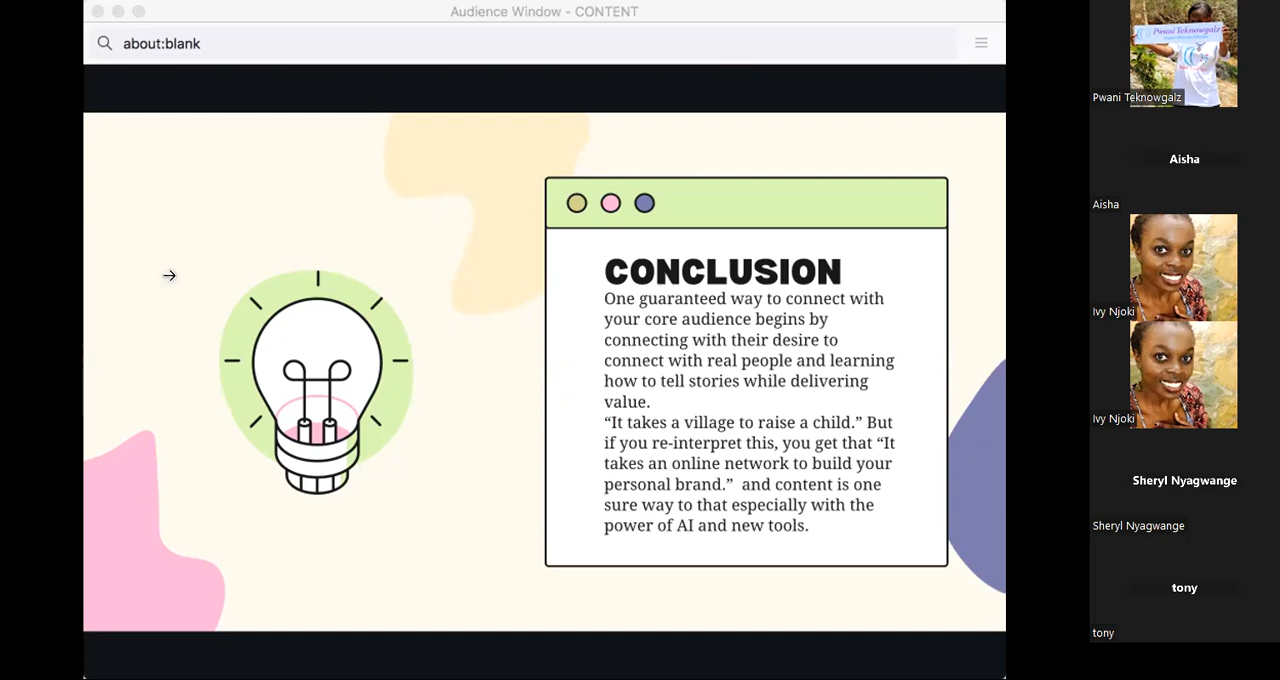 Audience Window - CONTENT
about:blank
CONCLUSION
One guaranteed way to connect with
your core audience begins by
connecting with their desire to
connect with real people and learning
how to tell stories while delivering
value.
“It takes a village to raise a child.” But
if you re-interpret this, you get that “It
takes an online network to build your
personal brand.”  and content is one
sure way to that especially with the
power of AI and new tools.
Pwani Teknowgalz
Pwani Teknowgalz
Aisha
Aisha
Ivy Njoki
Ivy Njoki
Sheryl Nyagwange
Sheryl Nyagwange
tony
tony